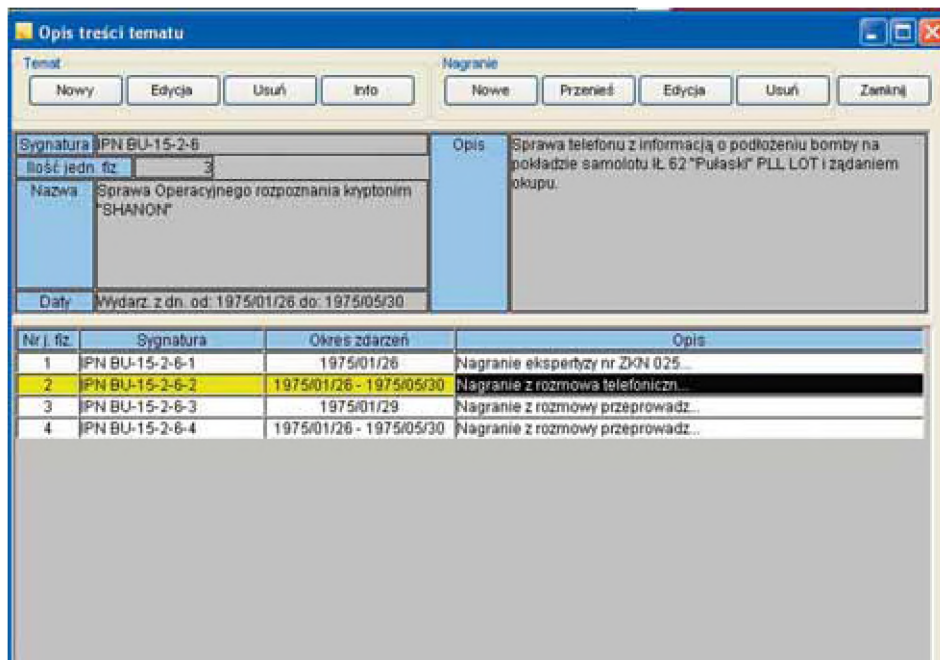 Opis treści tematu
Temat
Nagranie
Nowy Edycja Usuń Info
Nowe Przenieś Edycja Usuń Zamknij
Sygnatura IPN BU-15-2-6
Ilość jedn. fiz. 3
Nazwa Sprawa Operacyjnego rozpoznania kryptonim
"SHANON"
Daty Wydarz. z dn. od: 1975/01/26 do: 1975/05/30
Opis Sprawa telefonu z informacją o podłożeniu bomby na
pokładzie samolotu IŁ 62 "Pułaski" PLL LOT i ządaniem
okupu.
Nr j. fiz. Sygnatura Okres zdarzeń Opis
1 IPN BU-15-2-6-1 1975/01/26 Nagranie ekspertyzy nr ZKN 025...
2 IPN BU-15-2-6-2 1975/01/26 - 1975/05/30 Nagranie z rozmowa telefoniczn...
3 IPN BU-15-2-6-3 1975/01/29 Nagranie z rozmowy przeprowadz...
4 IPN BU-15-2-6-4 1975/01/26 - 1975/05/30 Nagranie z rozmowy przeprowadz...